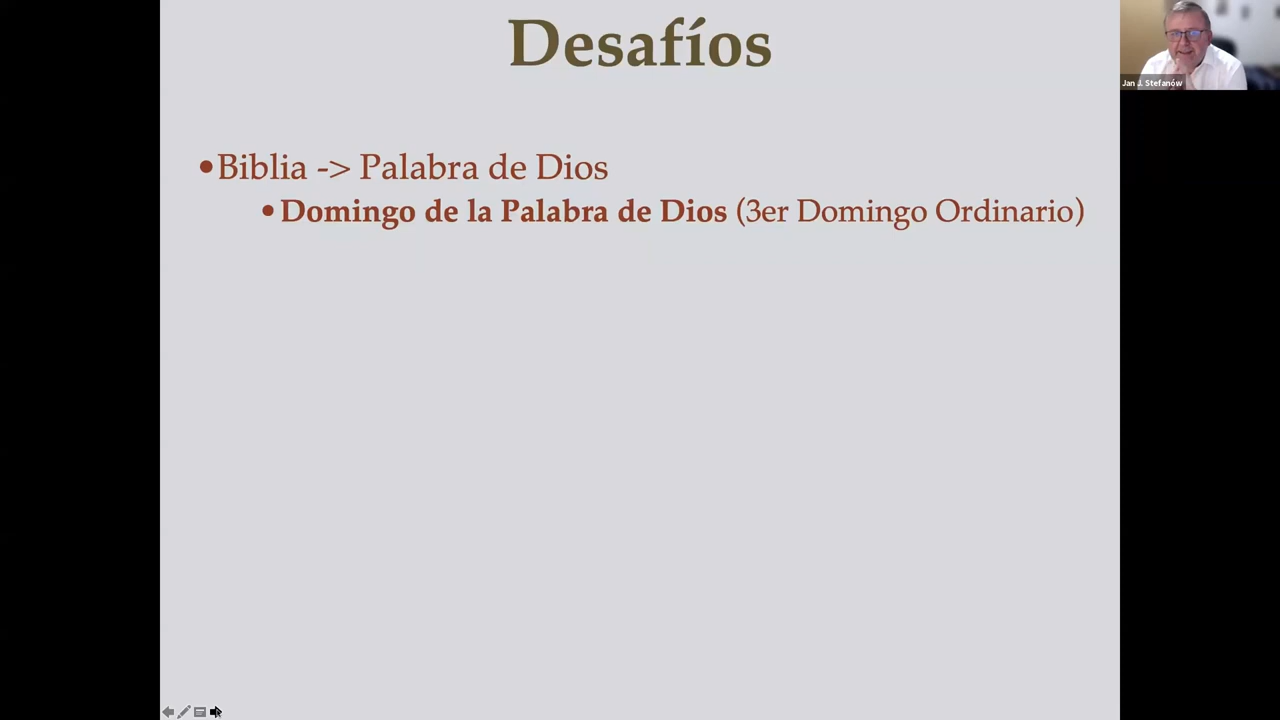 Desafíos
Jan J. Stefanów
•Biblia -> Palabra de Dios
•Domingo de la Palabra de Dios (3er Domingo Ordinario)